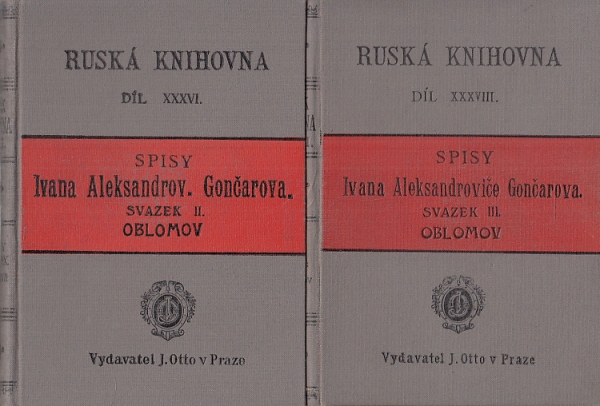 RUSKÁ KNIHOVNA
DÍL XXXVI.
SPISY
Ivana Aleksandrov. Gončarova.
SVAZEK II.
OBLOMOV
Vydavatel J. Otto v Praze
RUSKÁ KNIHOVNA
DÍL XXXVIII.
SPISY
Ivana Aleksandroviče Gončarova.
SVAZEK III.
OBLOMOV
Vydavatel J. Otto v Praze